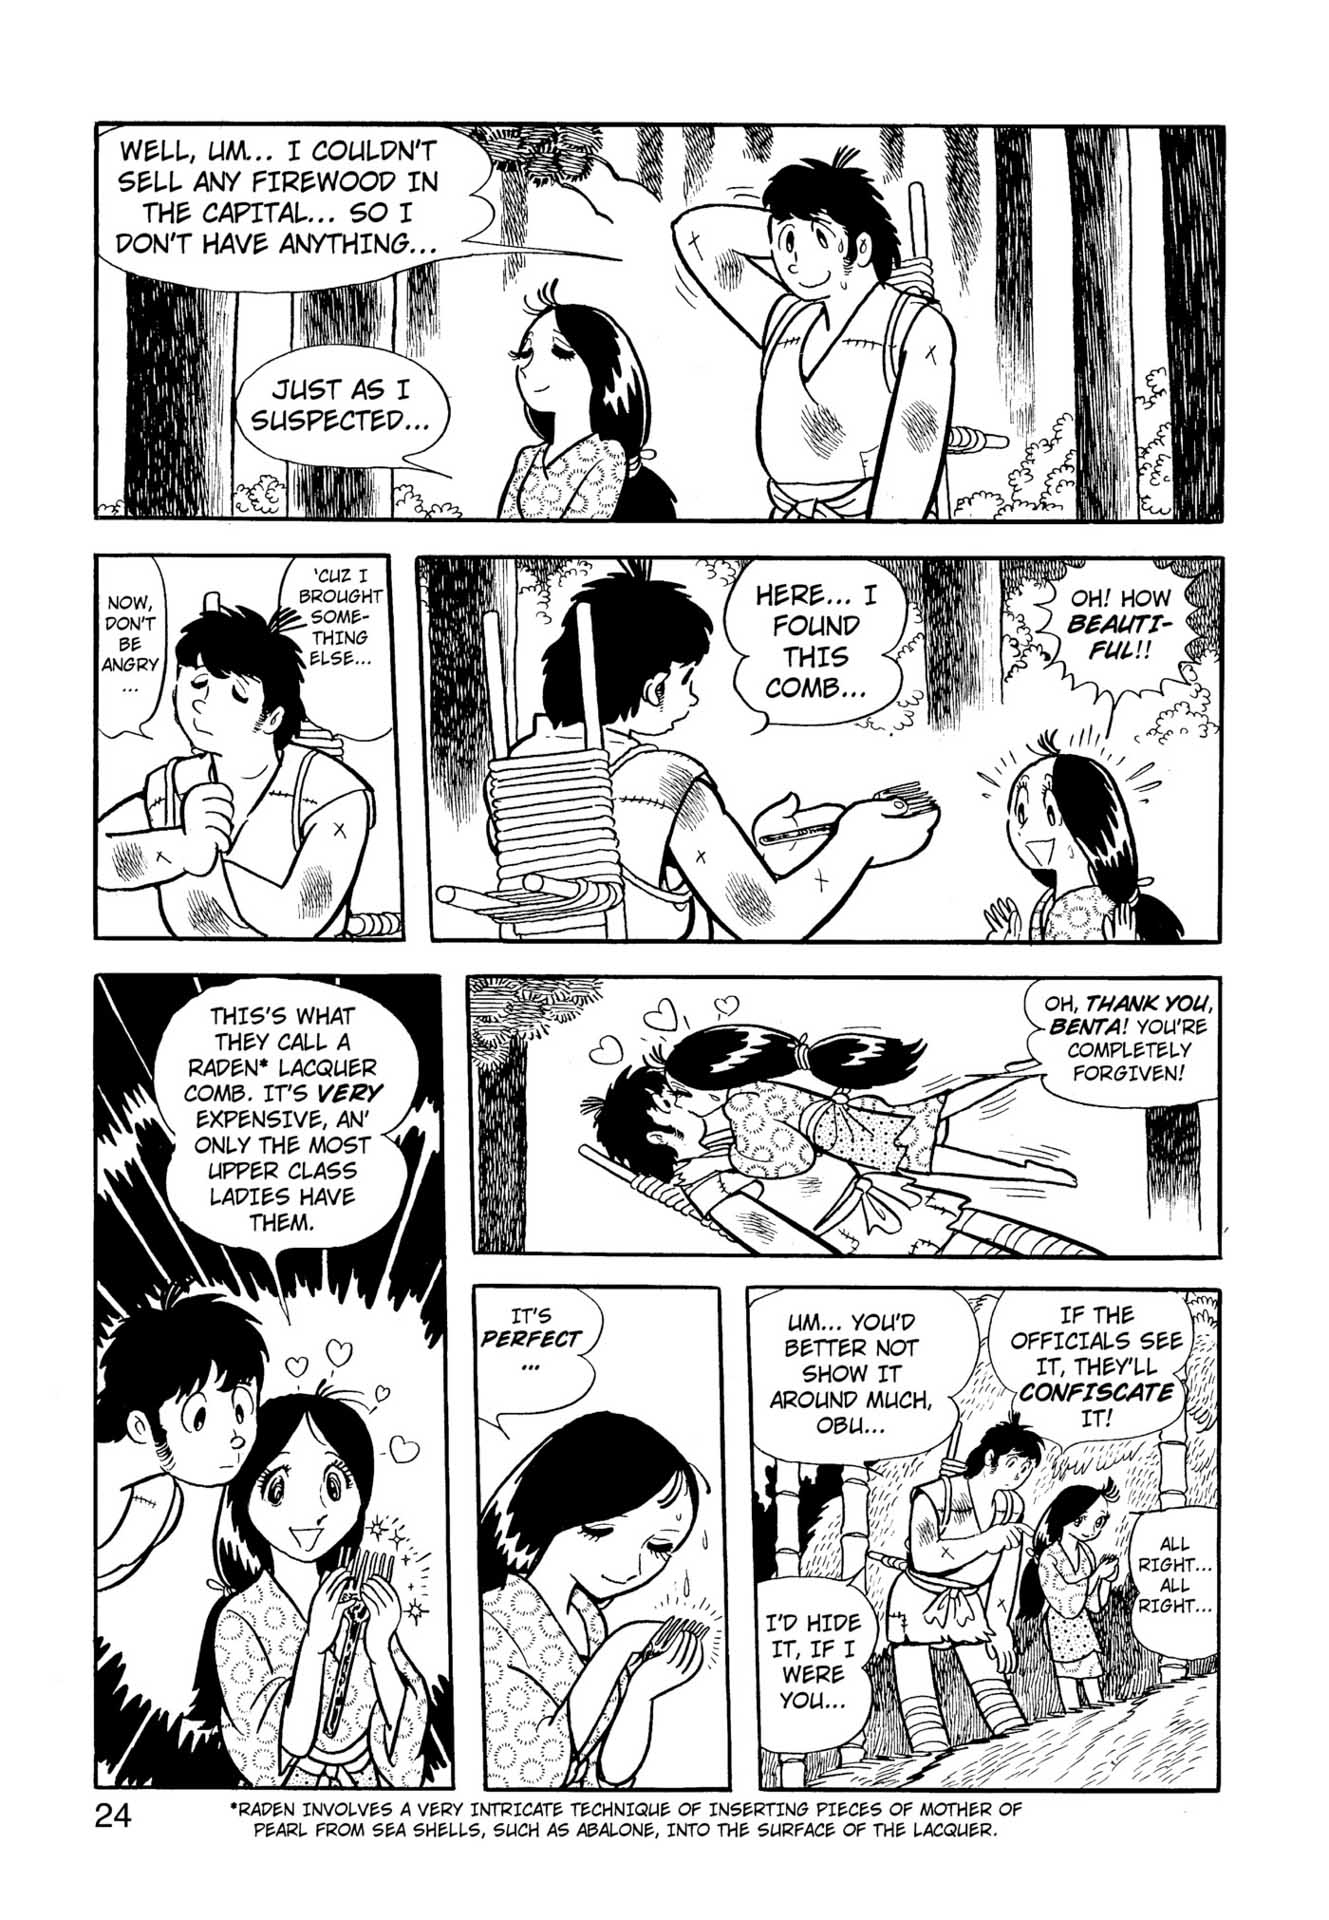 WELL, UM... I COULDN'T
SELL ANY FIREWOOD IN
THE CAPITAL... SO I
DON'T HAVE ANYTHING...
JUST AS I
SUSPECTED...
NOW,
DON'T
BE
ANGRY
...
'CUZ I
BROUGHT
SOME-
THING
ELSE...
HERE... I
FOUND
THIS
COMB...
OH! HOW
BEAUTI-
FUL!!
THIS'S WHAT
THEY CALL A
RADEN* LACQUER
COMB. IT'S VERY
EXPENSIVE, AN'
ONLY THE MOST
UPPER CLASS
LADIES HAVE
THEM.
OH, THANK YOU,
BENTA! YOU'RE
COMPLETELY
FORGIVEN!
IT'S
PERFECT
...
UM... YOU'D
BETTER NOT
SHOW IT
AROUND MUCH,
OBU...
IF THE
OFFICIALS SEE
IT, THEY'LL
CONFISCATE
IT!
I'D HIDE
IT, IF I
WERE
YOU...
ALL
RIGHT...
ALL
RIGHT...
24
*RADEN INVOLVES A VERY INTRICATE TECHNIQUE OF INSERTING PIECES OF MOTHER OF
PEARL FROM SEA SHELLS, SUCH AS ABALONE, INTO THE SURFACE OF THE LACQUER.